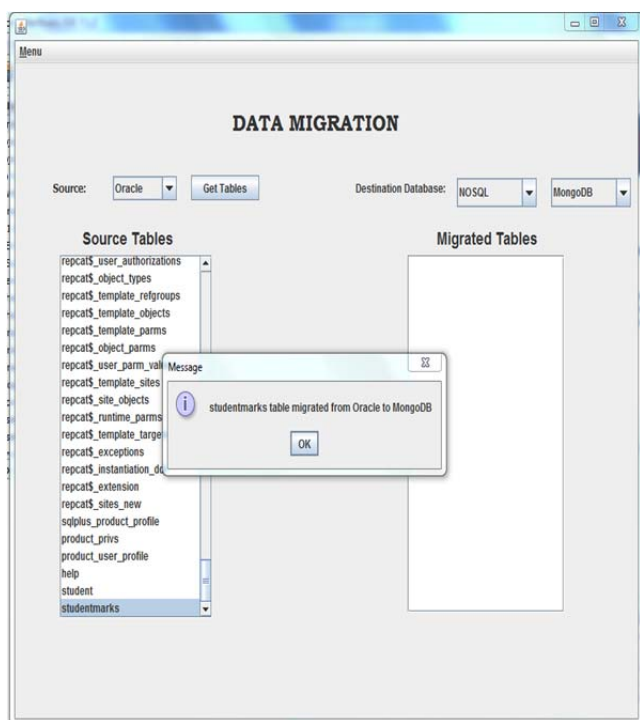 Menu
DATA MIGRATION
Source: Oracle Get Tables Destination Database: NOSQL MongoDB
Source Tables
repcat$_user_authorizations
repcat$_object_types
repcat$_template_refgroups
repcat$_template_objects
repcat$_template_parms
repcat$_object_parms
repcat$_template_sites
repcat$_site_objects
repcat$_runtime_parms
repcat$_exceptions
repcat$_extension
repcat$_sites_new
sqlplus_product_profile
product_privs
product_user_profile
help
student
studentmarks
Migrated Tables
Message
studentmarks table migrated from Oracle to MongoDB
OK